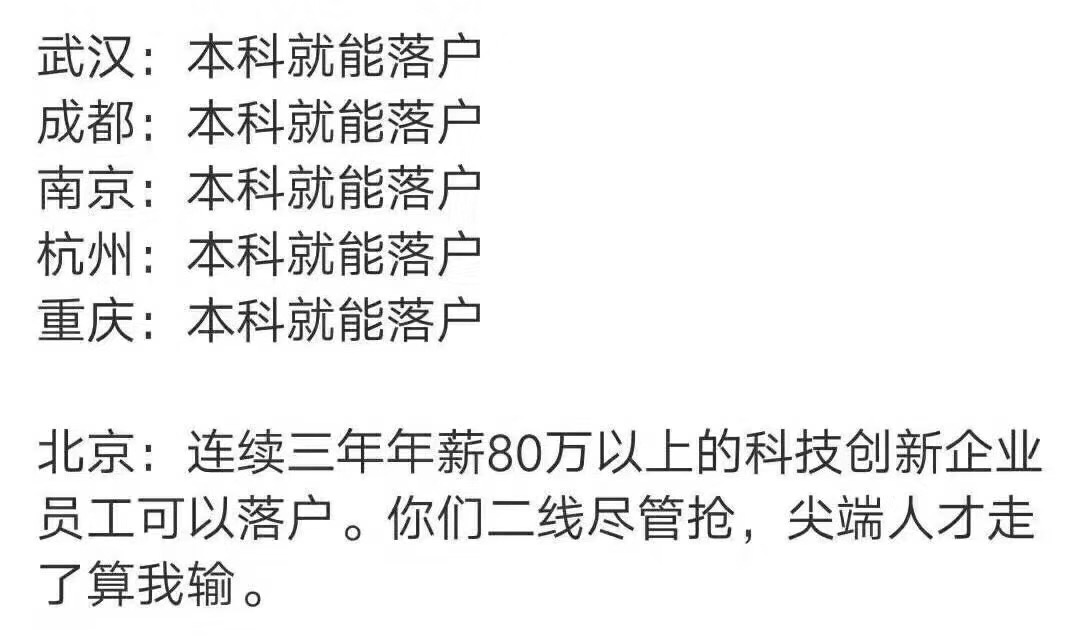 武汉：本科就能落户
成都：本科就能落户
南京：本科就能落户
杭州：本科就能落户
重庆：本科就能落户
北京：连续三年年薪80万以上的科技创新企业
员工可以落户。你们二线尽管抢，尖端人才走
了算我输。